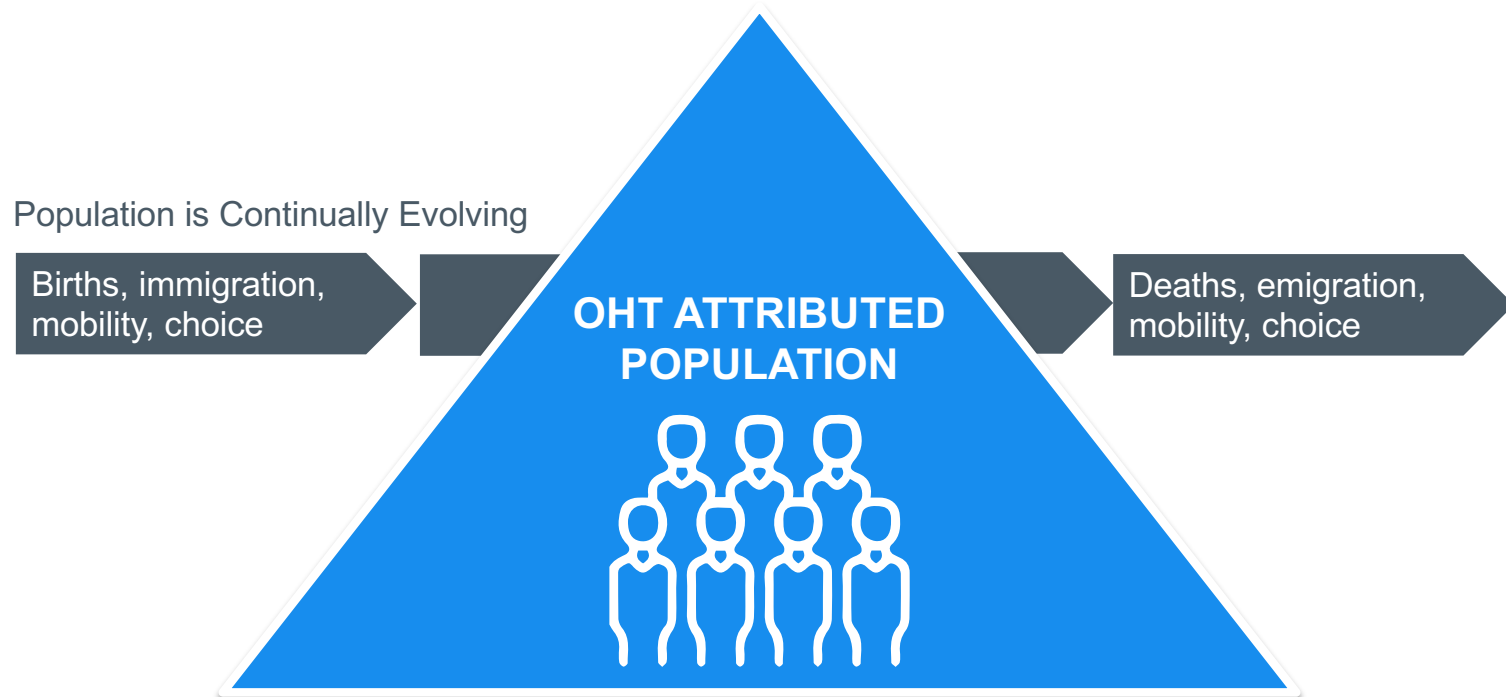 Population is Continually Evolving
Births, immigration,
mobility, choice
OHT ATTRIBUTED
POPULATION
Deaths, emigration,
mobility, choice